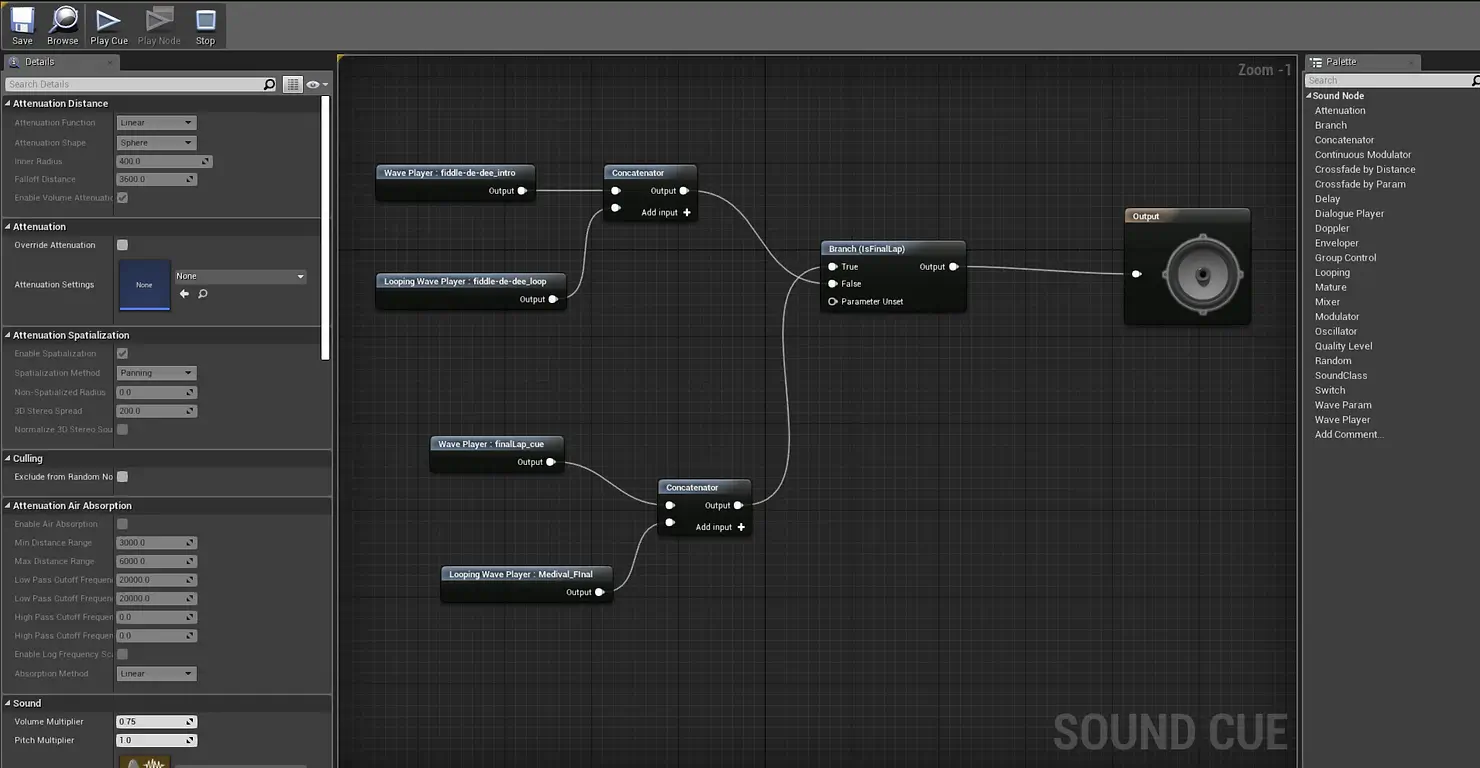 Save Browse Play Cue Play Node Stop
Details
Search Details
Attenuation Distance
Attenuation Function Linear
Attenuation Shape Sphere
Inner Radius 400.0
Falloff Distance 3600.0
Enable Volume Attenuatio
Attenuation
Override Attenuation
Attenuation Settings None None
Attenuation Spatialization
Enable Spatialization
Spatialization Method Panning
Non-Spatialized Radius 0.0
3D Stereo Spread 200.0
Normalize 3D Stereo Sou
Culling
Exclude from Random No
Attenuation Air Absorption
Enable Air Absorption
Min Distance Range 3000.0
Max Distance Range 6000.0
Low Pass Cutoff Frequen 20000.0
Low Pass Cutoff Frequen 20000.0
High Pass Cutoff Frequen 0.0
High Pass Cutoff Frequen 0.0
Enable Log Frequency Sc
Absorption Method Linear
Sound
Volume Multiplier 0.75
Pitch Multiplier 1.0
Zoom -1
Wave Player : fiddle-de-dee_intro
Output
Concatenator
Output
Add input
Looping Wave Player : fiddle-de-dee_loop
Output
Branch (IsFinalLap)
True Output
False
Parameter Unset
Output
Wave Player : finalLap_cue
Output
Concatenator
Output
Add input
Looping Wave Player : Medival_FInal
Output
SOUND CUE
Palette
Search
Sound Node
Attenuation
Branch
Concatenator
Continuous Modulator
Crossfade by Distance
Crossfade by Param
Delay
Dialogue Player
Doppler
Enveloper
Group Control
Looping
Mature
Mixer
Modulator
Oscillator
Quality Level
Random
SoundClass
Switch
Wave Param
Wave Player
Add Comment...